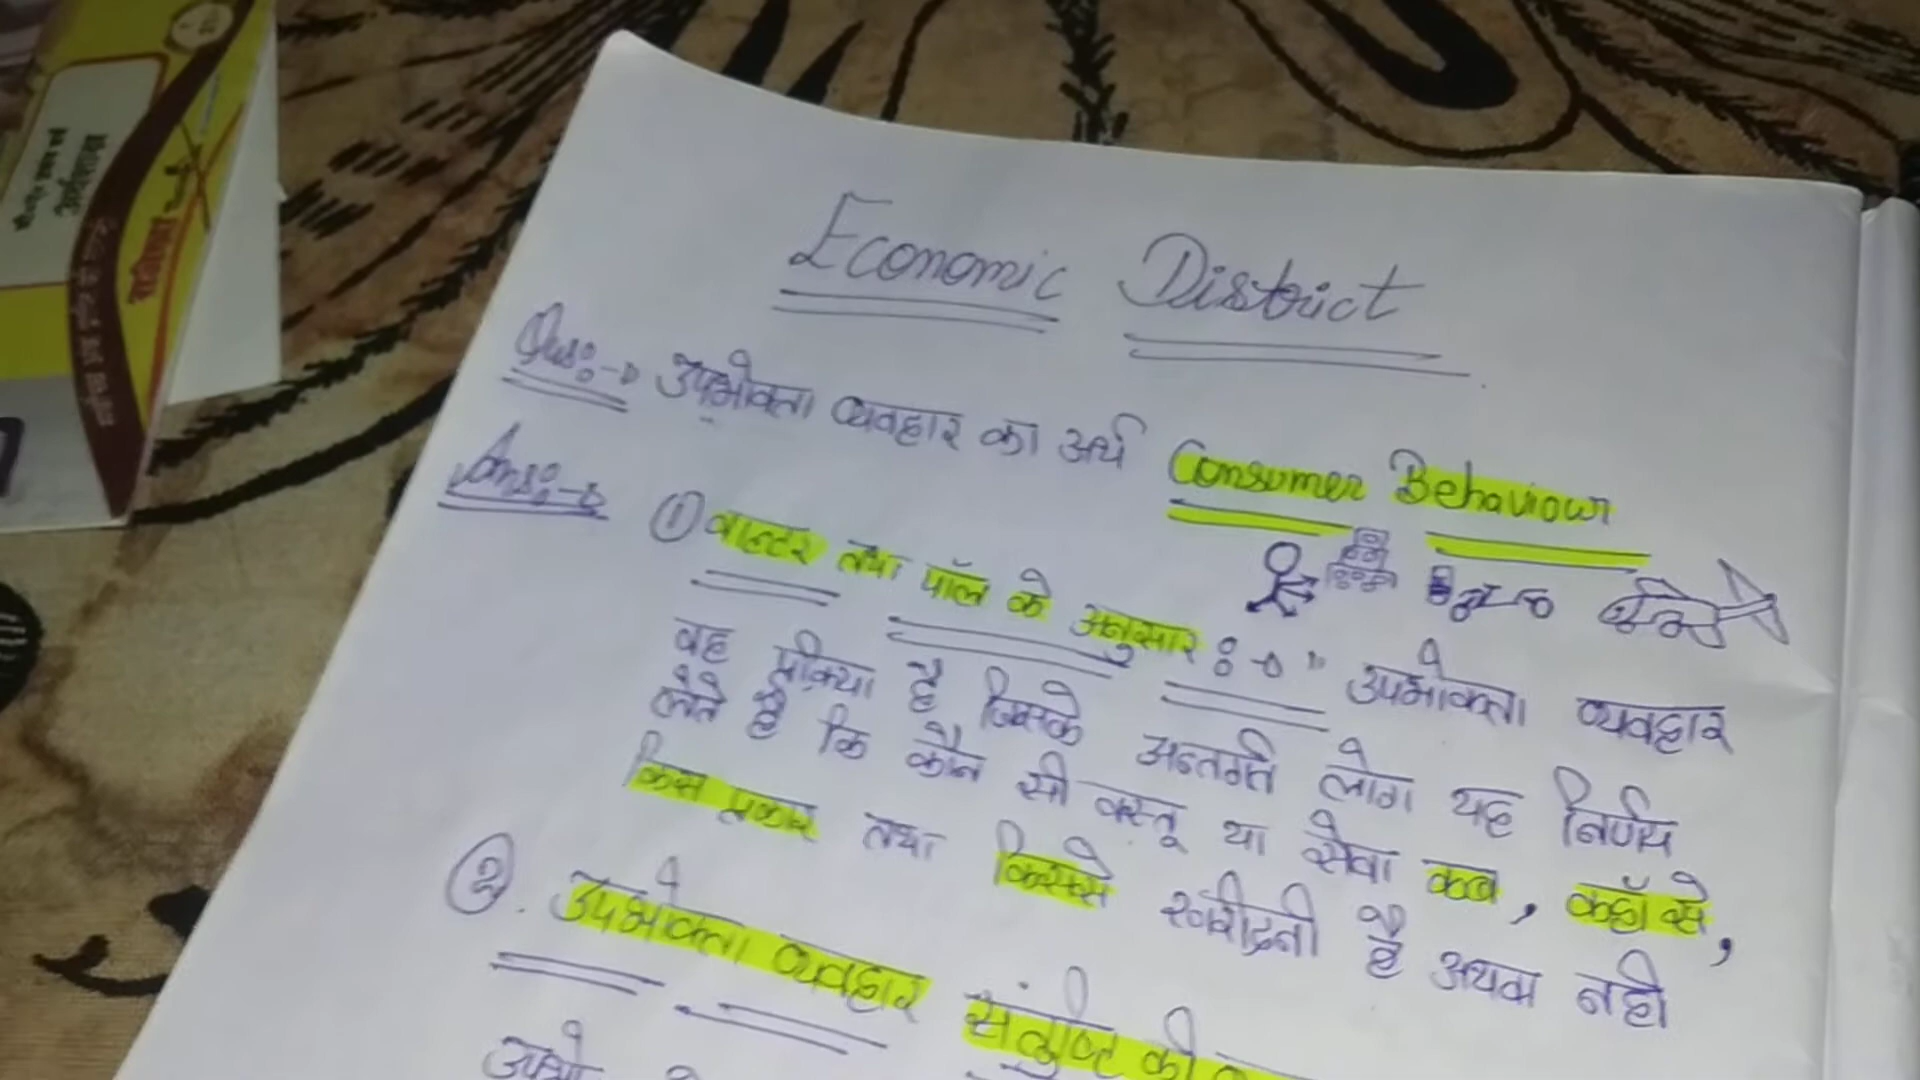 Economic District
Ques:→ उपभोक्ता व्यवहार का अर्थ Consumer Behaviour
Ans:→ ① वाल्टर तथा पॉल के अनुसार :→ " उपभोक्ता व्यवहार
वह प्रक्रिया है जिसके अन्तर्गत लोग यह निर्णय
लेते है कि कौन सी वस्तू या सेवा कब, कहाँ से,
किस प्रकार तथा किससे खरीदनी है अथवा नही
②. उपभोक्ता व्यवहार संतुष्टि की